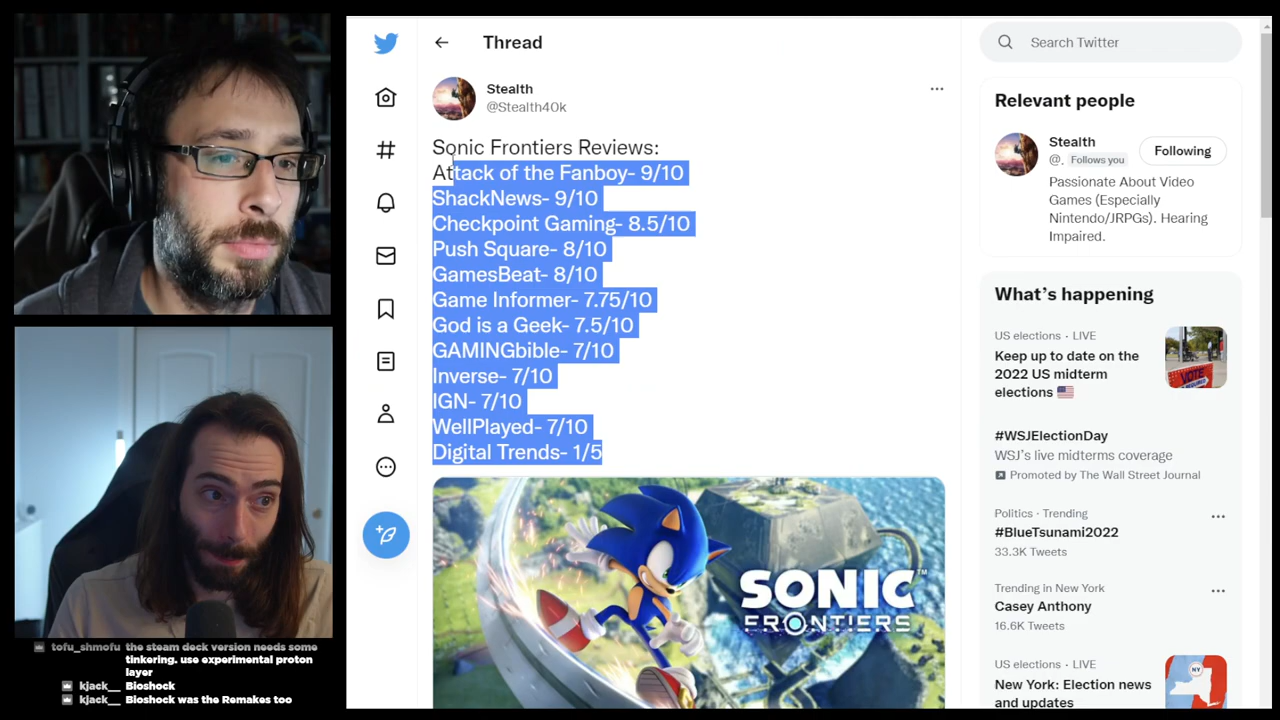 Thread
Search Twitter
Stealth
@Stealth40k
Sonic Frontiers Reviews:
Attack of the Fanboy- 9/10
ShackNews- 9/10
Checkpoint Gaming- 8.5/10
Push Square- 8/10
GamesBeat- 8/10
Game Informer- 7.75/10
God is a Geek- 7.5/10
GAMINGbible- 7/10
Inverse- 7/10
IGN- 7/10
WellPlayed- 7/10
Digital Trends- 1/5
SONIC
FRONTIERS
TM
Relevant people
Stealth
@. Follows you
Following
Passionate About Video
Games (Especially
Nintendo/JRPGs). Hearing
Impaired.
What's happening
US elections · LIVE
Keep up to date on the
2022 US midterm
elections 🇺🇸
VOTE
#WSJElectionDay
WSJ's live midterms coverage
Promoted by The Wall Street Journal
Politics · Trending
#BlueTsunami2022
33.3K Tweets
Trending in New York
Casey Anthony
16.6K Tweets
US elections · LIVE
New York: Election news
and updates
NY
tofu_shmofu the steam deck version needs some
tinkering. use experimental proton
layer
kjack__ Bioshock
kjack__ Bioshock was the Remakes too